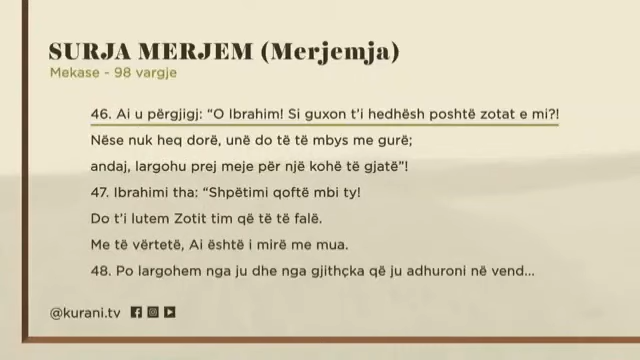 SURJA MERJEM (Merjemja)
Mekase - 98 vargje
46. Ai u përgjigj: “O Ibrahim! Si guxon t’i hedhësh poshtë zotat e mi?!
Nëse nuk heq dorë, unë do të të mbys me gurë;
andaj, largohu prej meje për një kohë të gjatë”!
47. Ibrahimi tha: “Shpëtimi qoftë mbi ty!
Do t’i lutem Zotit tim që të të falë.
Me të vërtetë, Ai është i mirë me mua.
48. Po largohem nga ju dhe nga gjithçka që ju adhuroni në vend...
@kurani.tv